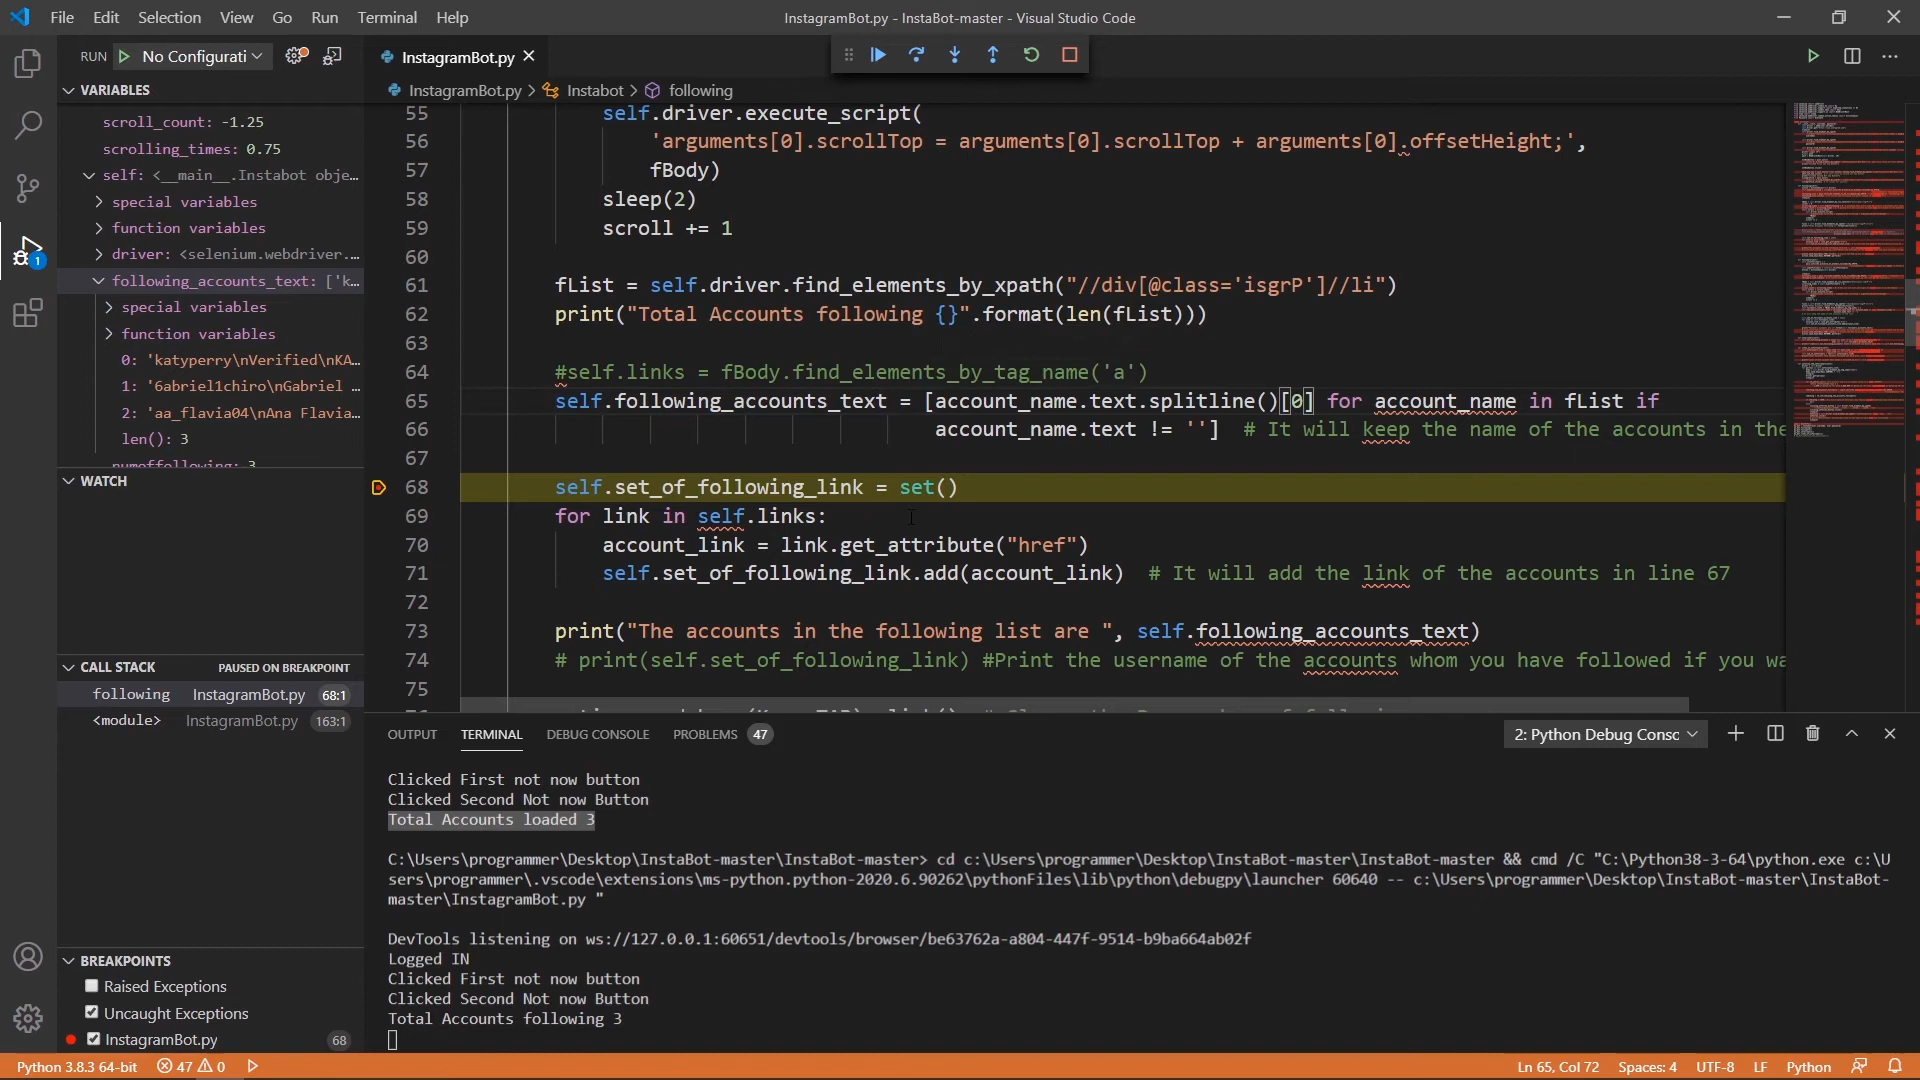 File Edit Selection View Go Run Terminal Help
InstagramBot.py - InstaBot-master - Visual Studio Code
RUN No Configurati
InstagramBot.py
VARIABLES
InstagramBot.py > Instabot > following
scroll_count: -1.25
scrolling_times: 0.75
self: <__main__.Instabot obje...
special variables
function variables
driver: <selenium.webdriver....
following_accounts_text: ['k...
special variables
function variables
0: 'katyperry\nVerified\nKA...
1: '6abriel1chiro\nGabriel ...
2: 'aa_flavia04\nAna Flavia...
len(): 3
numoffollowing: 3
WATCH
CALL STACK PAUSED ON BREAKPOINT
following InstagramBot.py 68:1
<module> InstagramBot.py 163:1
BREAKPOINTS
Raised Exceptions
Uncaught Exceptions
InstagramBot.py 68
55 self.driver.execute_script(
56 'arguments[0].scrollTop = arguments[0].scrollTop + arguments[0].offsetHeight;',
57 fBody)
58 sleep(2)
59 scroll += 1
60
61 fList = self.driver.find_elements_by_xpath("//div[@class='isgrP']//li")
62 print("Total Accounts following {}".format(len(fList)))
63
64 #self.links = fBody.find_elements_by_tag_name('a')
65 self.following_accounts_text = [account_name.text.splitline()[0] for account_name in fList if
66 account_name.text != ''] # It will keep the name of the accounts in the
67
68 self.set_of_following_link = set()
69 for link in self.links:
70 account_link = link.get_attribute("href")
71 self.set_of_following_link.add(account_link) # It will add the link of the accounts in line 67
72
73 print("The accounts in the following list are ", self.following_accounts_text)
74 # print(self.set_of_following_link) #Print the username of the accounts whom you have followed if you wa
75
OUTPUT TERMINAL DEBUG CONSOLE PROBLEMS 47
2: Python Debug Consc
Clicked First not now button
Clicked Second Not now Button
Total Accounts loaded 3
C:\Users\programmer\Desktop\InstaBot-master\InstaBot-master> cd c:\Users\programmer\Desktop\InstaBot-master\InstaBot-master && cmd /C "C:\Python38-3-64\python.exe c:\U
sers\programmer\.vscode\extensions\ms-python.python-2020.6.90262\pythonFiles\lib\python\debugpy\launcher 60640 -- c:\Users\programmer\Desktop\InstaBot-master\InstaBot-
master\InstagramBot.py "
DevTools listening on ws://127.0.0.1:60651/devtools/browser/be63762a-a804-447f-9514-b9ba664ab02f
Logged IN
Clicked First not now button
Clicked Second Not now Button
Total Accounts following 3
1
Python 3.8.3 64-bit 47 0
Ln 65, Col 72 Spaces: 4 UTF-8 LF Python